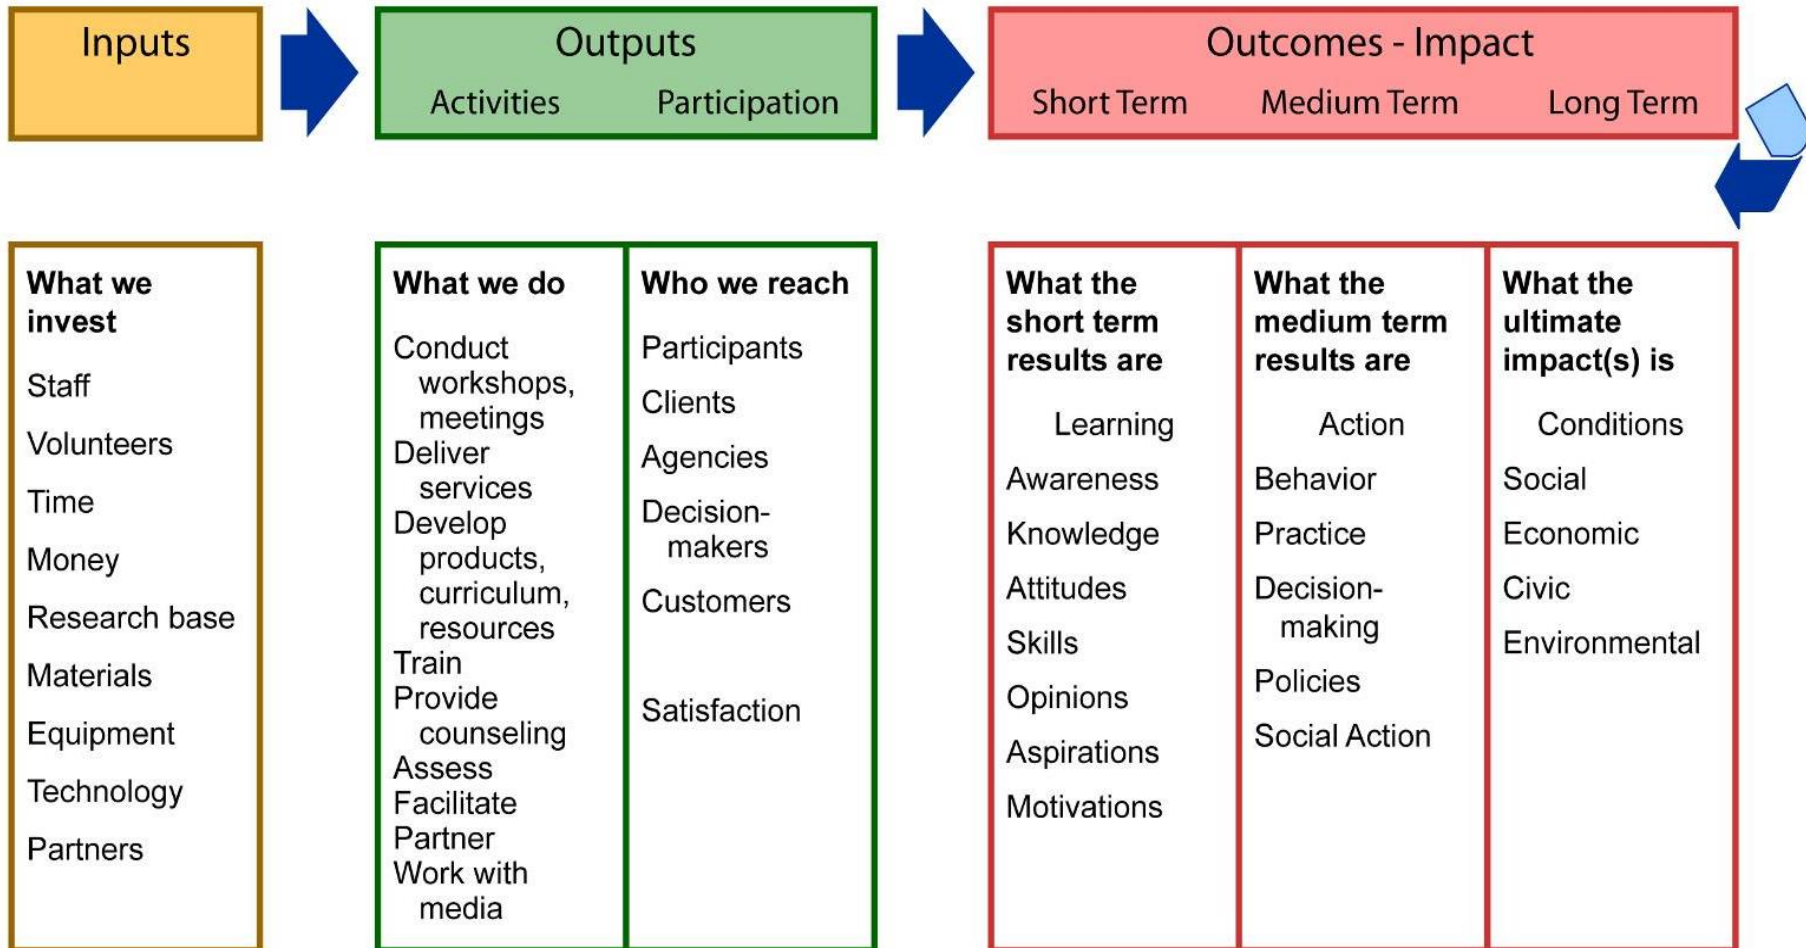 Inputs
Outputs
Activities
Participation
Outcomes - Impact
Short Term
Medium Term
Long Term
What we
invest
Staff
Volunteers
Time
Money
Research base
Materials
Equipment
Technology
Partners
What we do
Conduct
workshops,
meetings
Deliver
services
Develop
products,
curriculum,
resources
Train
Provide
counseling
Assess
Facilitate
Partner
Work with
media
Who we reach
Participants
Clients
Agencies
Decision-
makers
Customers
Satisfaction
What the
short term
results are
Learning
Awareness
Knowledge
Attitudes
Skills
Opinions
Aspirations
Motivations
What the
medium term
results are
Action
Behavior
Practice
Decision-
making
Policies
Social Action
What the
ultimate
impact(s) is
Conditions
Social
Economic
Civic
Environmental